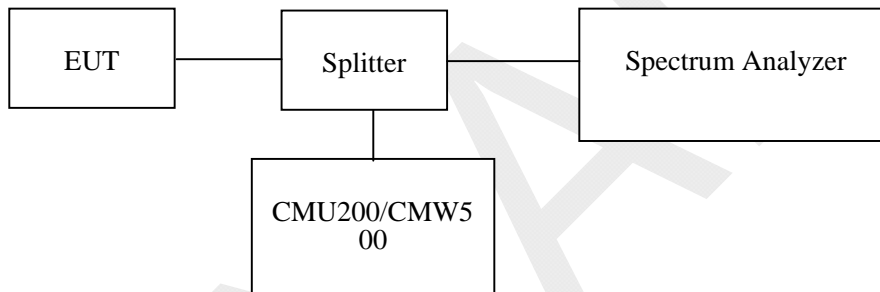 EUT
Splitter
Spectrum Analyzer
CMU200/CMW5
00